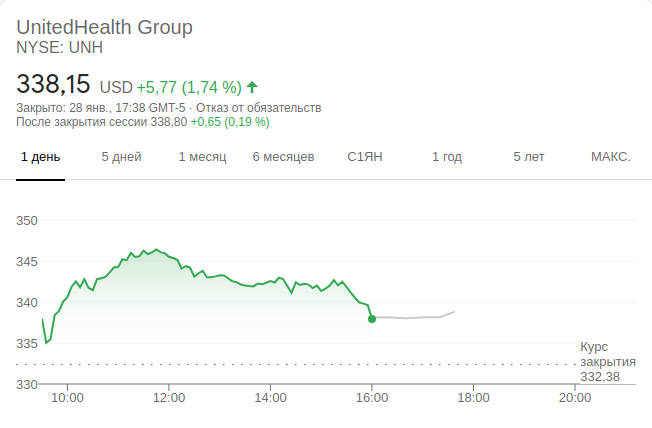 UnitedHealth Group
NYSE: UNH
338,15 USD +5,77 (1,74 %)
Закрыто: 28 янв., 17:38 GMT-5 · Отказ от обязательств
После закрытия сессии 338,80 +0,65 (0,19 %)
1 день 5 дней 1 месяц 6 месяцев С1ЯН 1 год 5 лет МАКС.
350
345
340
335
Курс
закрытия
332,38
330
10:00 12:00 14:00 16:00 18:00 20:00